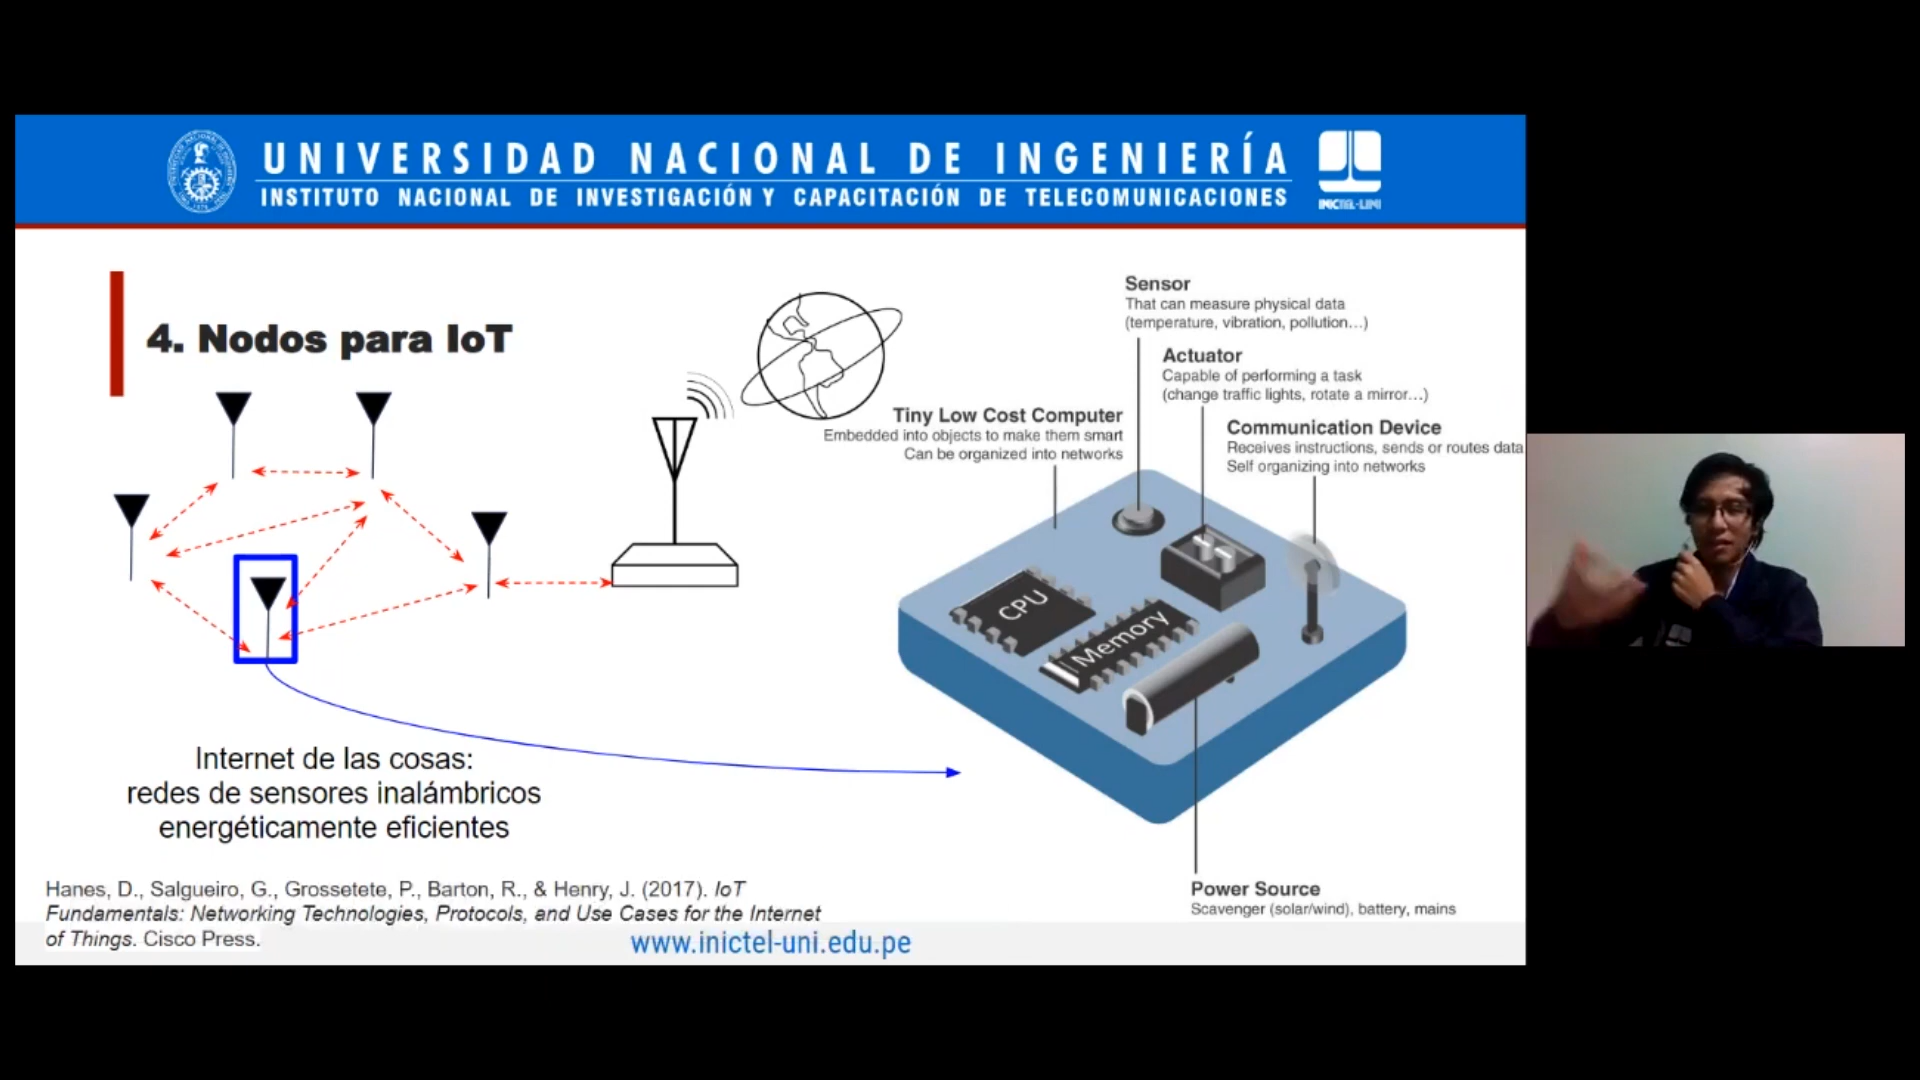 UNIVERSIDAD NACIONAL DE INGENIERÍA
INSTITUTO NACIONAL DE INVESTIGACIÓN Y CAPACITACIÓN DE TELECOMUNICACIONES
INICTEL-UNI
4. Nodos para IoT
Sensor
That can measure physical data
(temperature, vibration, pollution...)
Actuator
Capable of performing a task
(change traffic lights, rotate a mirror...)
Tiny Low Cost Computer
Embedded into objects to make them smart
Can be organized into networks
Communication Device
Receives instructions, sends or routes data
Self organizing into networks
CPU
Memory
Power Source
Scavenger (solar/wind), battery, mains
Internet de las cosas:
redes de sensores inalámbricos
energéticamente eficientes
Hanes, D., Salgueiro, G., Grossetete, P., Barton, R., & Henry, J. (2017). IoT
Fundamentals: Networking Technologies, Protocols, and Use Cases for the Internet
of Things. Cisco Press.
www.inictel-uni.edu.pe